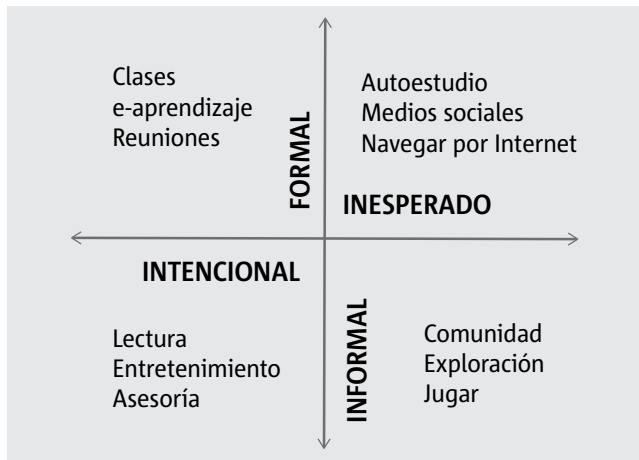 Clases
e-aprendizaje
Reuniones
FORMAL
Autoestudio
Medios sociales
Navegar por Internet
INESPERADO
INTENCIONAL
Lectura
Entretenimiento
Asesoría
INFORMAL
Comunidad
Exploración
Jugar